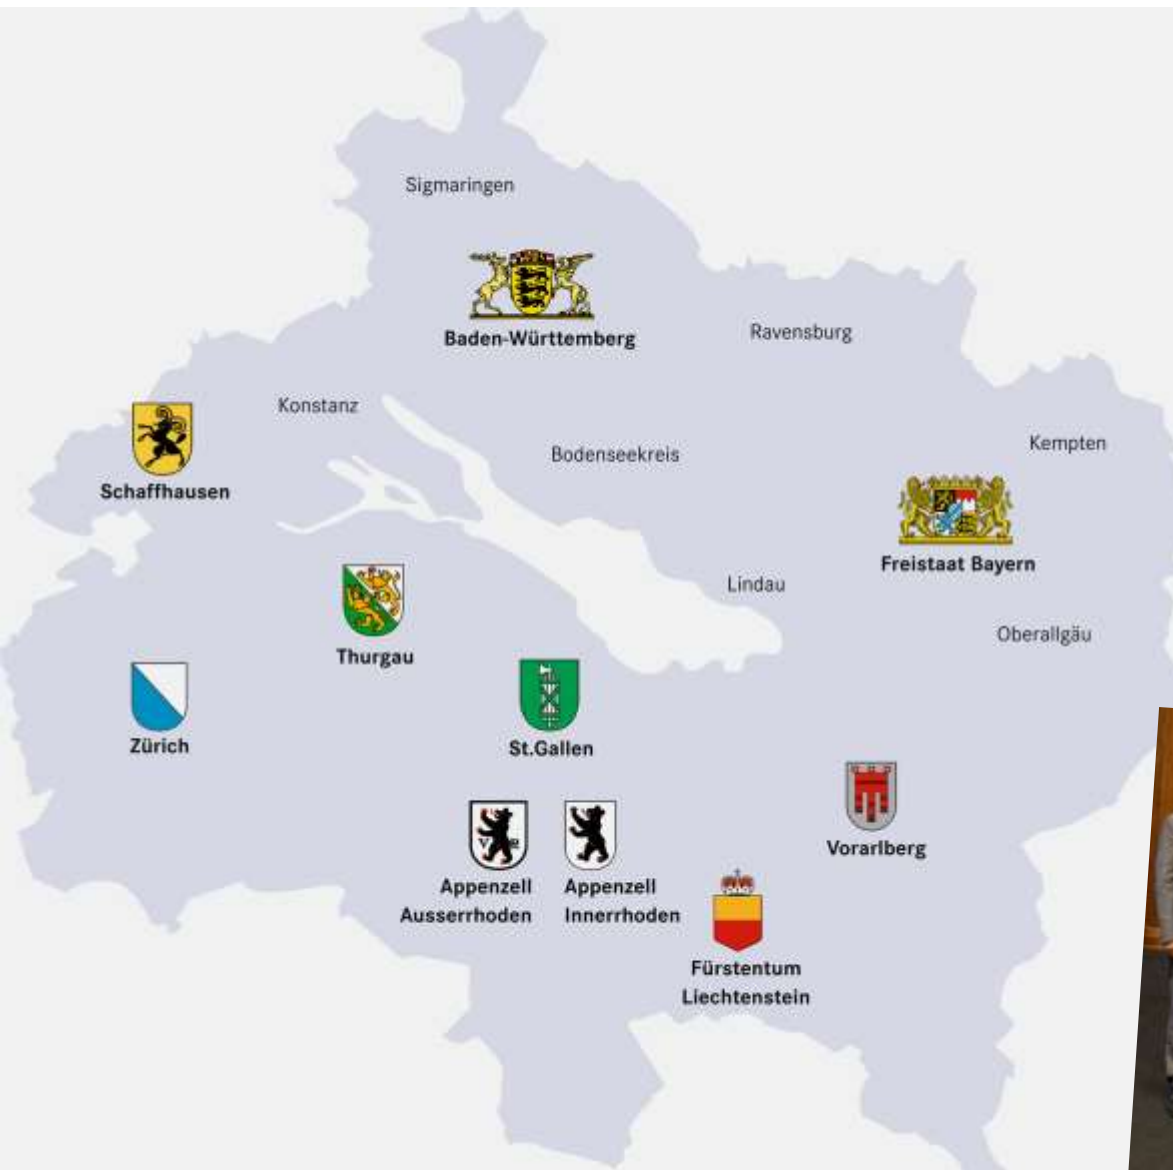 Sigmaringen
Baden-Württemberg
Ravensburg
Konstanz
Bodenseekreis
Kempten
Schaffhausen
Freistaat Bayern
Lindau
Oberallgäu
Thurgau
Zürich
St.Gallen
V R
Vorarlberg
Appenzell
Ausserrhoden
Appenzell
Innerrhoden
Fürstentum
Liechtenstein